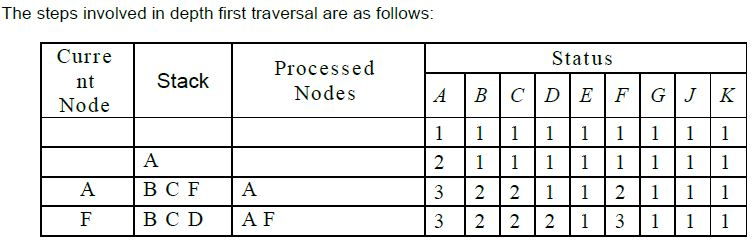 The steps involved in depth first traversal are as follows:
Curre
nt
Node
Stack
Processed
Nodes
Status
A B C D E F G J K
1 1 1 1 1 1 1 1 1
A 2 1 1 1 1 1 1 1 1
A B C F A 3 2 2 1 1 2 1 1 1
F B C D A F 3 2 2 2 1 3 1 1 1